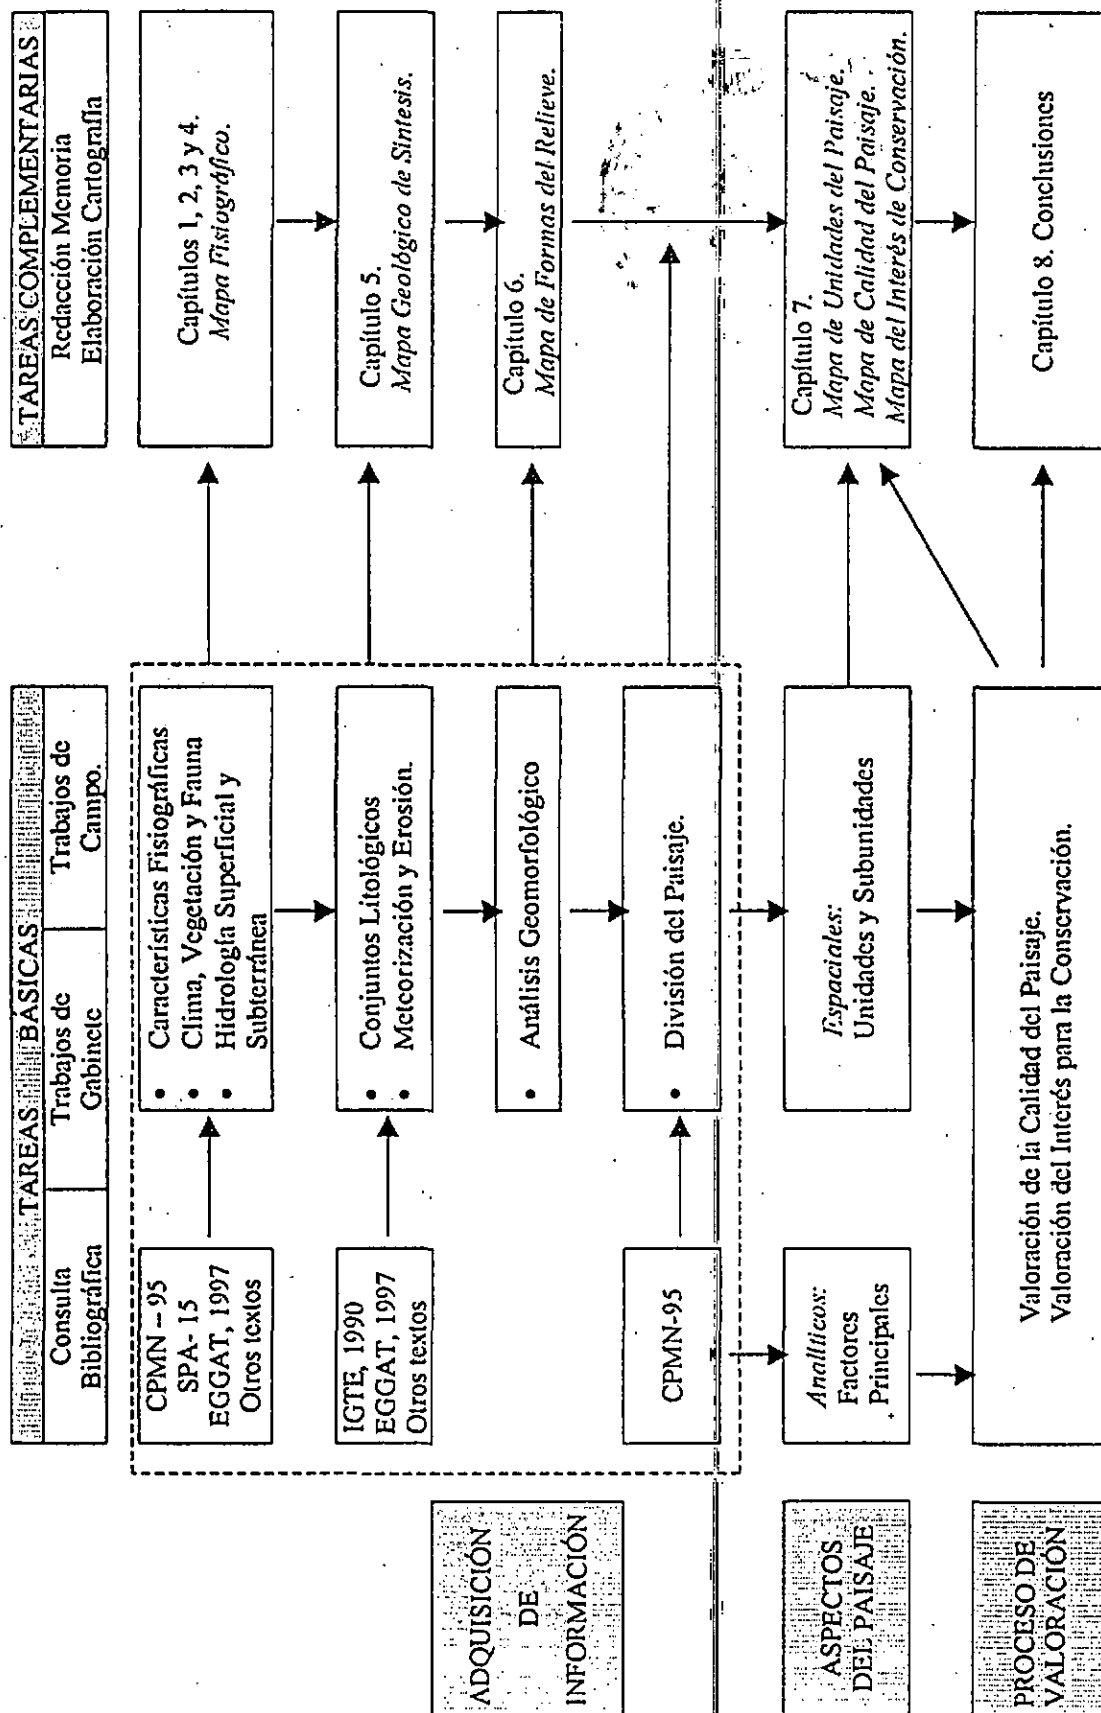 TAREAS BASICAS
TAREAS COMPLEMENTARIAS
Consulta
Bibliográfica
Trabajos de
Gabinete
Trabajos de
Campo.
Redacción Memoria
Elaboración Cartografía
ADQUISICIÓN
DE
INFORMACIÓN
CPMN – 95
SPA- 15
EGGAT, 1997
Otros textos
• Características Fisiográficas
• Clima, Vegetación y Fauna
• Hidrología Superficial y
Subterránea
Capítulos 1, 2, 3 y 4.
Mapa Fisiográfico.
IGTE, 1990
EGGAT, 1997
Otros textos
• Conjuntos Litológicos
• Meteorización y Erosión.
Capítulo 5.
Mapa Geológico de Síntesis.
• Análisis Geomorfológico
Capítulo 6.
Mapa de Formas del Relieve.
CPMN-95
• División del Paisaje.
ASPECTOS
DEL PAISAJE
Analíticos:
Factores
Principales
Espaciales:
Unidades y Subunidades
Capítulo 7.
Mapa de Unidades del Paisaje.
Mapa de Calidad del Paisaje.
Mapa del Interés de Conservación.
PROCESO DE
VALORACIÓN
Valoración de la Calidad del Paisaje.
Valoración del Interés para la Conservación.
Capítulo 8. Conclusiones